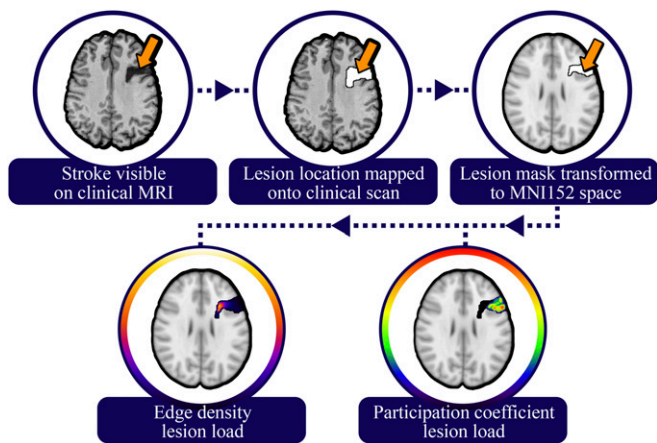 Stroke visible
on clinical MRI
Lesion location mapped
onto clinical scan
Lesion mask transformed
to MNI152 space
Edge density
lesion load
Participation coefficient
lesion load